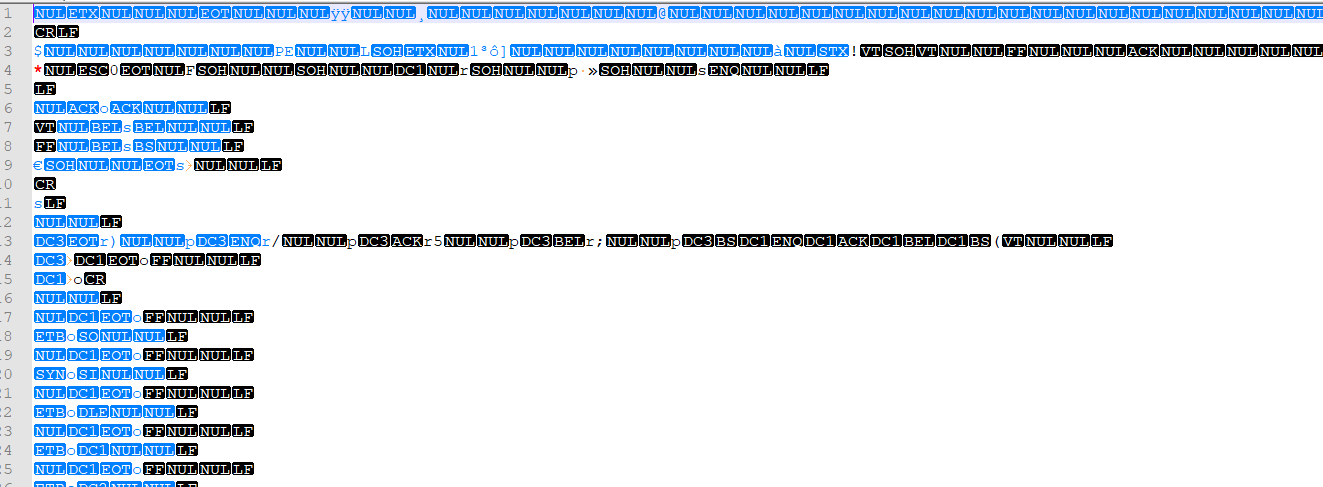 1 NULETXNULNULNULEOTNULNULNULÿÿNULNUL¸NULNULNULNULNULNULNUL@NULNULNULNULNULNULNULNULNULNULNULNULNULNULNULNULNULNULNULNUL
2 CRLF
3 $NULNULNULNULNULNULNULPENULNULLSOHETXNUL1ªô]NULNULNULNULNULNULNULNULàNULSTX!VTSOHVTNULNULFFNULNULNULACKNULNULNULNULNUL
4 *NULESC0EOTNULFSOHNULNULSOHNULNULDC1NULrSOHNULNULp·»SOHNULNULsENQNULNULLF
5 LF
6 NULACKoACKNULNULLF
7 VTNULBELsBELNULNULLF
8 FFNULBELsBSNULNULLF
9 €SOHNULNULEOTs>NULNULLF
10 CR
11 sLF
12 NULNULLF
13 DC3EOTr)NULNULpDC3ENQr/NULNULpDC3ACKr5NULNULpDC3BELr;NULNULpDC3BSDC1ENQDC1ACKDC1BELDC1BS(VTNULNULLF
14 DC3>DC1EOToFFNULNULLF
15 DC1>oCR
16 NULNULLF
17 NULDC1EOToFFNULNULLF
18 ETBoSONULNULLF
19 NULDC1EOToFFNULNULLF
20 SYNoSINULNULLF
21 NULDC1EOToFFNULNULLF
22 ETBoDLENULNULLF
23 NULDC1EOToFFNULNULLF
24 ETBoDC1NULNULLF
25 NULDC1EOToFFNULNULLF